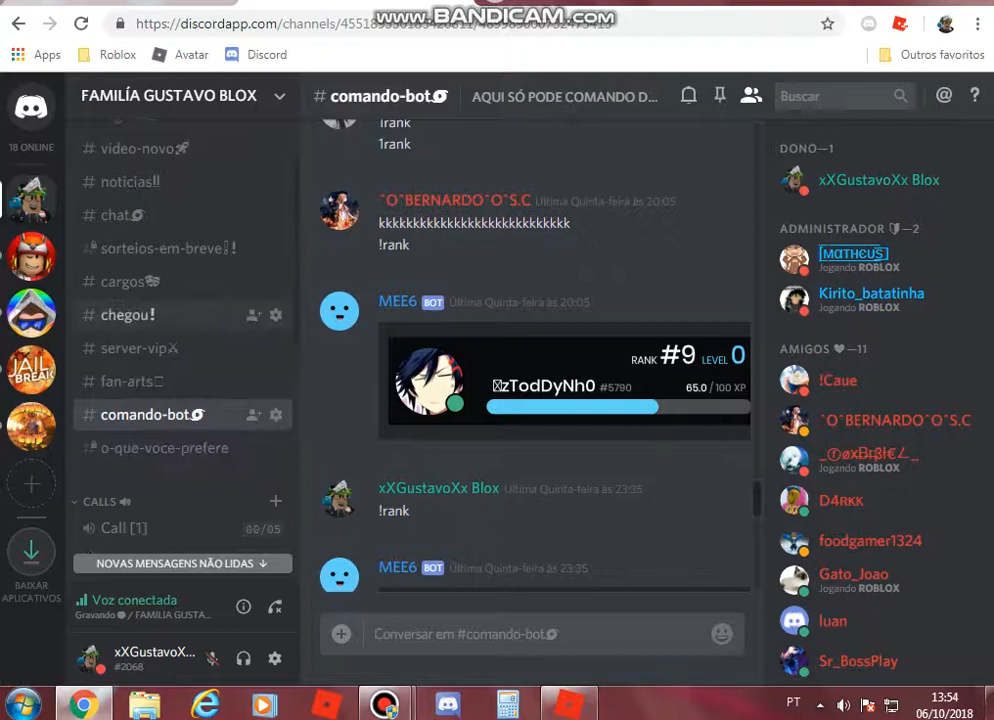 www.BANDICAM.com
https://discordapp.com/channels/
Apps Roblox Avatar Discord Outros favoritos
18 ONLINE
BAIXAR
APLICATIVOS
FAMILÍA GUSTAVO BLOX
# video-novo
# noticias!!
# chat
# sorteios-em-breve!
# cargos
# chegou!
# server-vip
# fan-arts
# comando-bot
# o-que-voce-prefere
CALLS
Call [1] 00/05
NOVAS MENSAGENS NÃO LIDAS ↓
Voz conectada
Gravando / FAMILIA GUSTA...
xXGustavoX...
#2068
# comando-bot AQUI SÓ PODE COMANDO D...
Buscar
!rank
1rank
^O^BERNARDO^O^S.C Última Quinta-feira às 20:05
kkkkkkkkkkkkkkkkkkkkkkkkkkkk
!rank
MEE6 BOT Última Quinta-feira às 20:05
RANK #9 LEVEL 0
zTodDyNh0 #5790 65.0 / 100 XP
xXGustavoXx Blox Última Quinta-feira às 23:35
!rank
MEE6 BOT Última Quinta-feira às 23:35
Conversar em #comando-bot
DONO—1
xXGustavoXx Blox
ADMINISTRADOR—2
[MαTHЄUS]
Jogando ROBLOX
Kirito_batatinha
Jogando ROBLOX
AMIGOS ❤—11
!Caue
^O^BERNARDO^O^S.C
Jogando ROBLOX
D4RKK
foodgamer1324
Gato_Joao
Jogando ROBLOX
luan
Sr_BossPlay
PT
13:54
06/10/2018